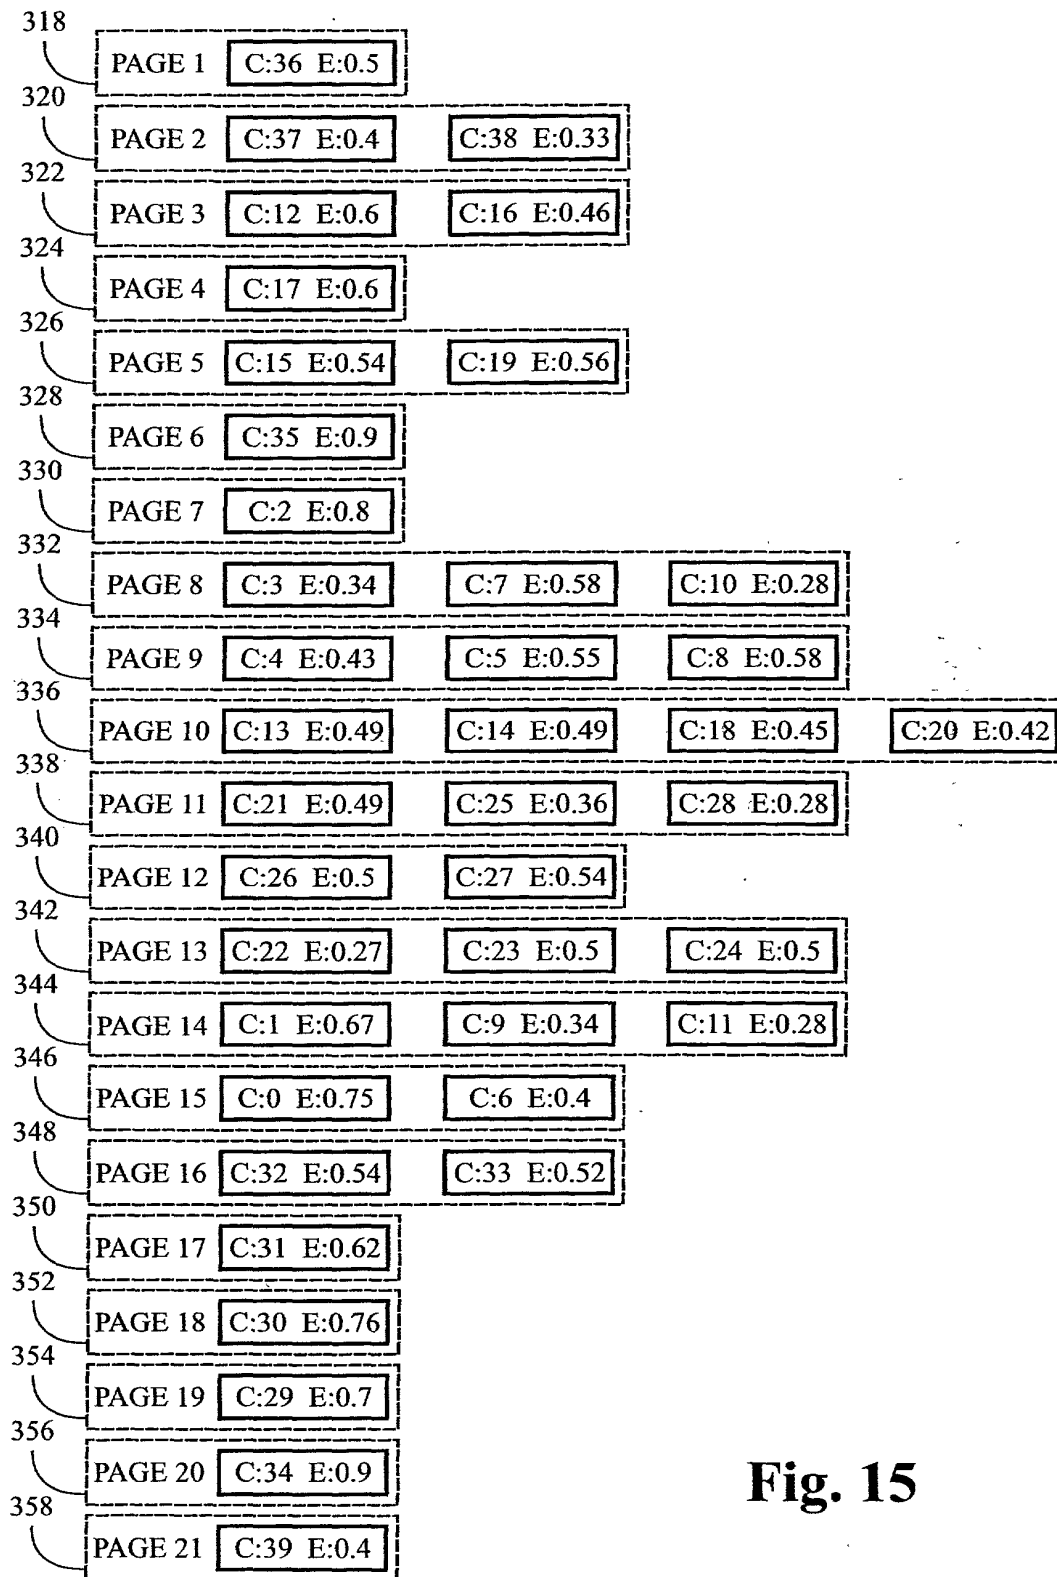 318
PAGE 1 C:36 E:0.5
320
PAGE 2 C:37 E:0.4 C:38 E:0.33
322
PAGE 3 C:12 E:0.6 C:16 E:0.46
324
PAGE 4 C:17 E:0.6
326
PAGE 5 C:15 E:0.54 C:19 E:0.56
328
PAGE 6 C:35 E:0.9
330
PAGE 7 C:2 E:0.8
332
PAGE 8 C:3 E:0.34 C:7 E:0.58 C:10 E:0.28
334
PAGE 9 C:4 E:0.43 C:5 E:0.55 C:8 E:0.58
336
PAGE 10 C:13 E:0.49 C:14 E:0.49 C:18 E:0.45 C:20 E:0.42
338
PAGE 11 C:21 E:0.49 C:25 E:0.36 C:28 E:0.28
340
PAGE 12 C:26 E:0.5 C:27 E:0.54
342
PAGE 13 C:22 E:0.27 C:23 E:0.5 C:24 E:0.5
344
PAGE 14 C:1 E:0.67 C:9 E:0.34 C:11 E:0.28
346
PAGE 15 C:0 E:0.75 C:6 E:0.4
348
PAGE 16 C:32 E:0.54 C:33 E:0.52
350
PAGE 17 C:31 E:0.62
352
PAGE 18 C:30 E:0.76
354
PAGE 19 C:29 E:0.7
356
PAGE 20 C:34 E:0.9
358
PAGE 21 C:39 E:0.4
Fig. 15